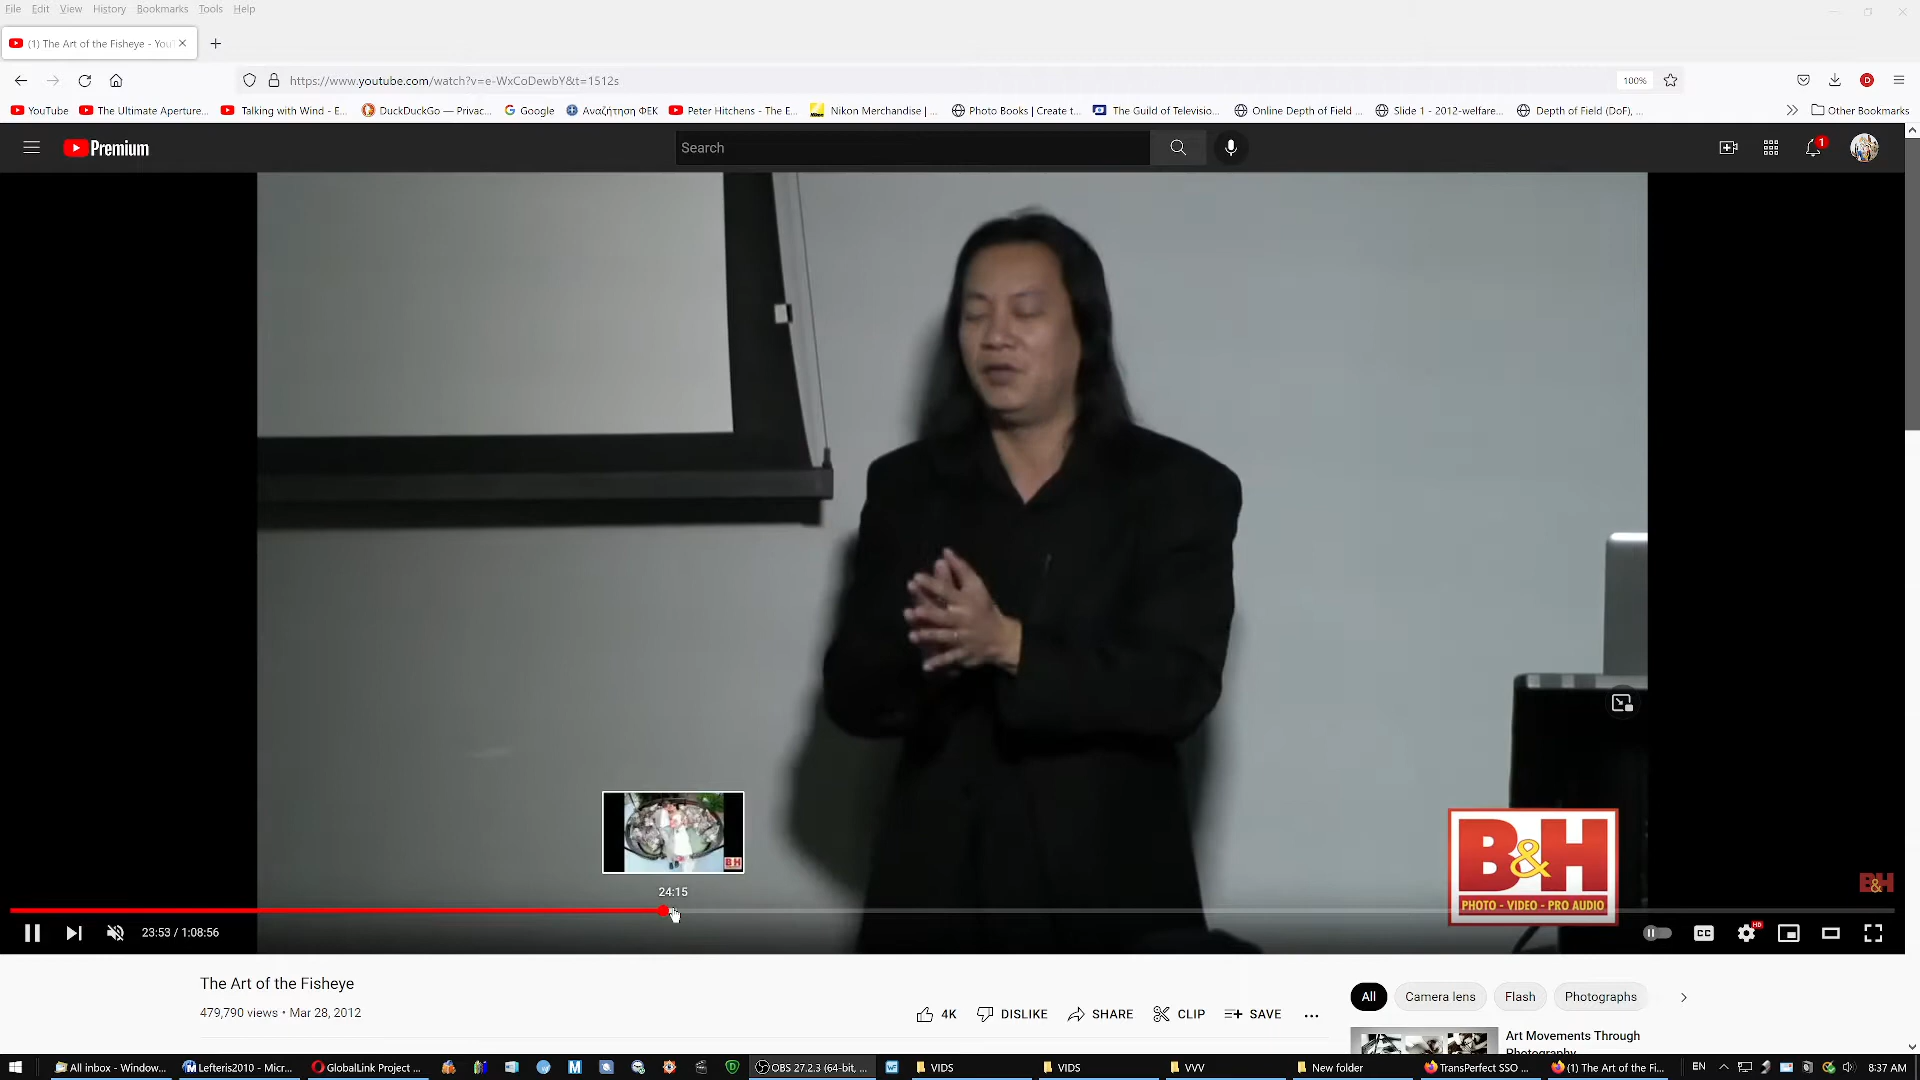 File Edit View History Bookmarks Tools Help
(1) The Art of the Fisheye - You
https://www.youtube.com/watch?v=e-WxCoDewbY&t=1512s
100%
YouTube The Ultimate Aperture... Talking with Wind - E... DuckDuckGo — Privac... Google Αναζήτηση ΦΕΚ Peter Hitchens - The E... Nikon Merchandise | ... Photo Books | Create t... The Guild of Televisio... Online Depth of Field ... Slide 1 - 2012-welfare... Depth of Field (DoF), ... Other Bookmarks
Premium
Search
1
B&H
24:15
B&H
PHOTO - VIDEO - PRO AUDIO
B&H
23:53 / 1:08:56
CC
HD
The Art of the Fisheye
479,790 views • Mar 28, 2012
4K DISLIKE SHARE CLIP SAVE
All Camera lens Flash Photographs
Art Movements Through
Photography
All inbox - Window... Lefteris2010 - Micr... GlobalLink Project ... OBS 27.2.3 (64-bit, ... VIDS VIDS VVV New folder TransPerfect SSO ... (1) The Art of the Fi... EN 8:37 AM